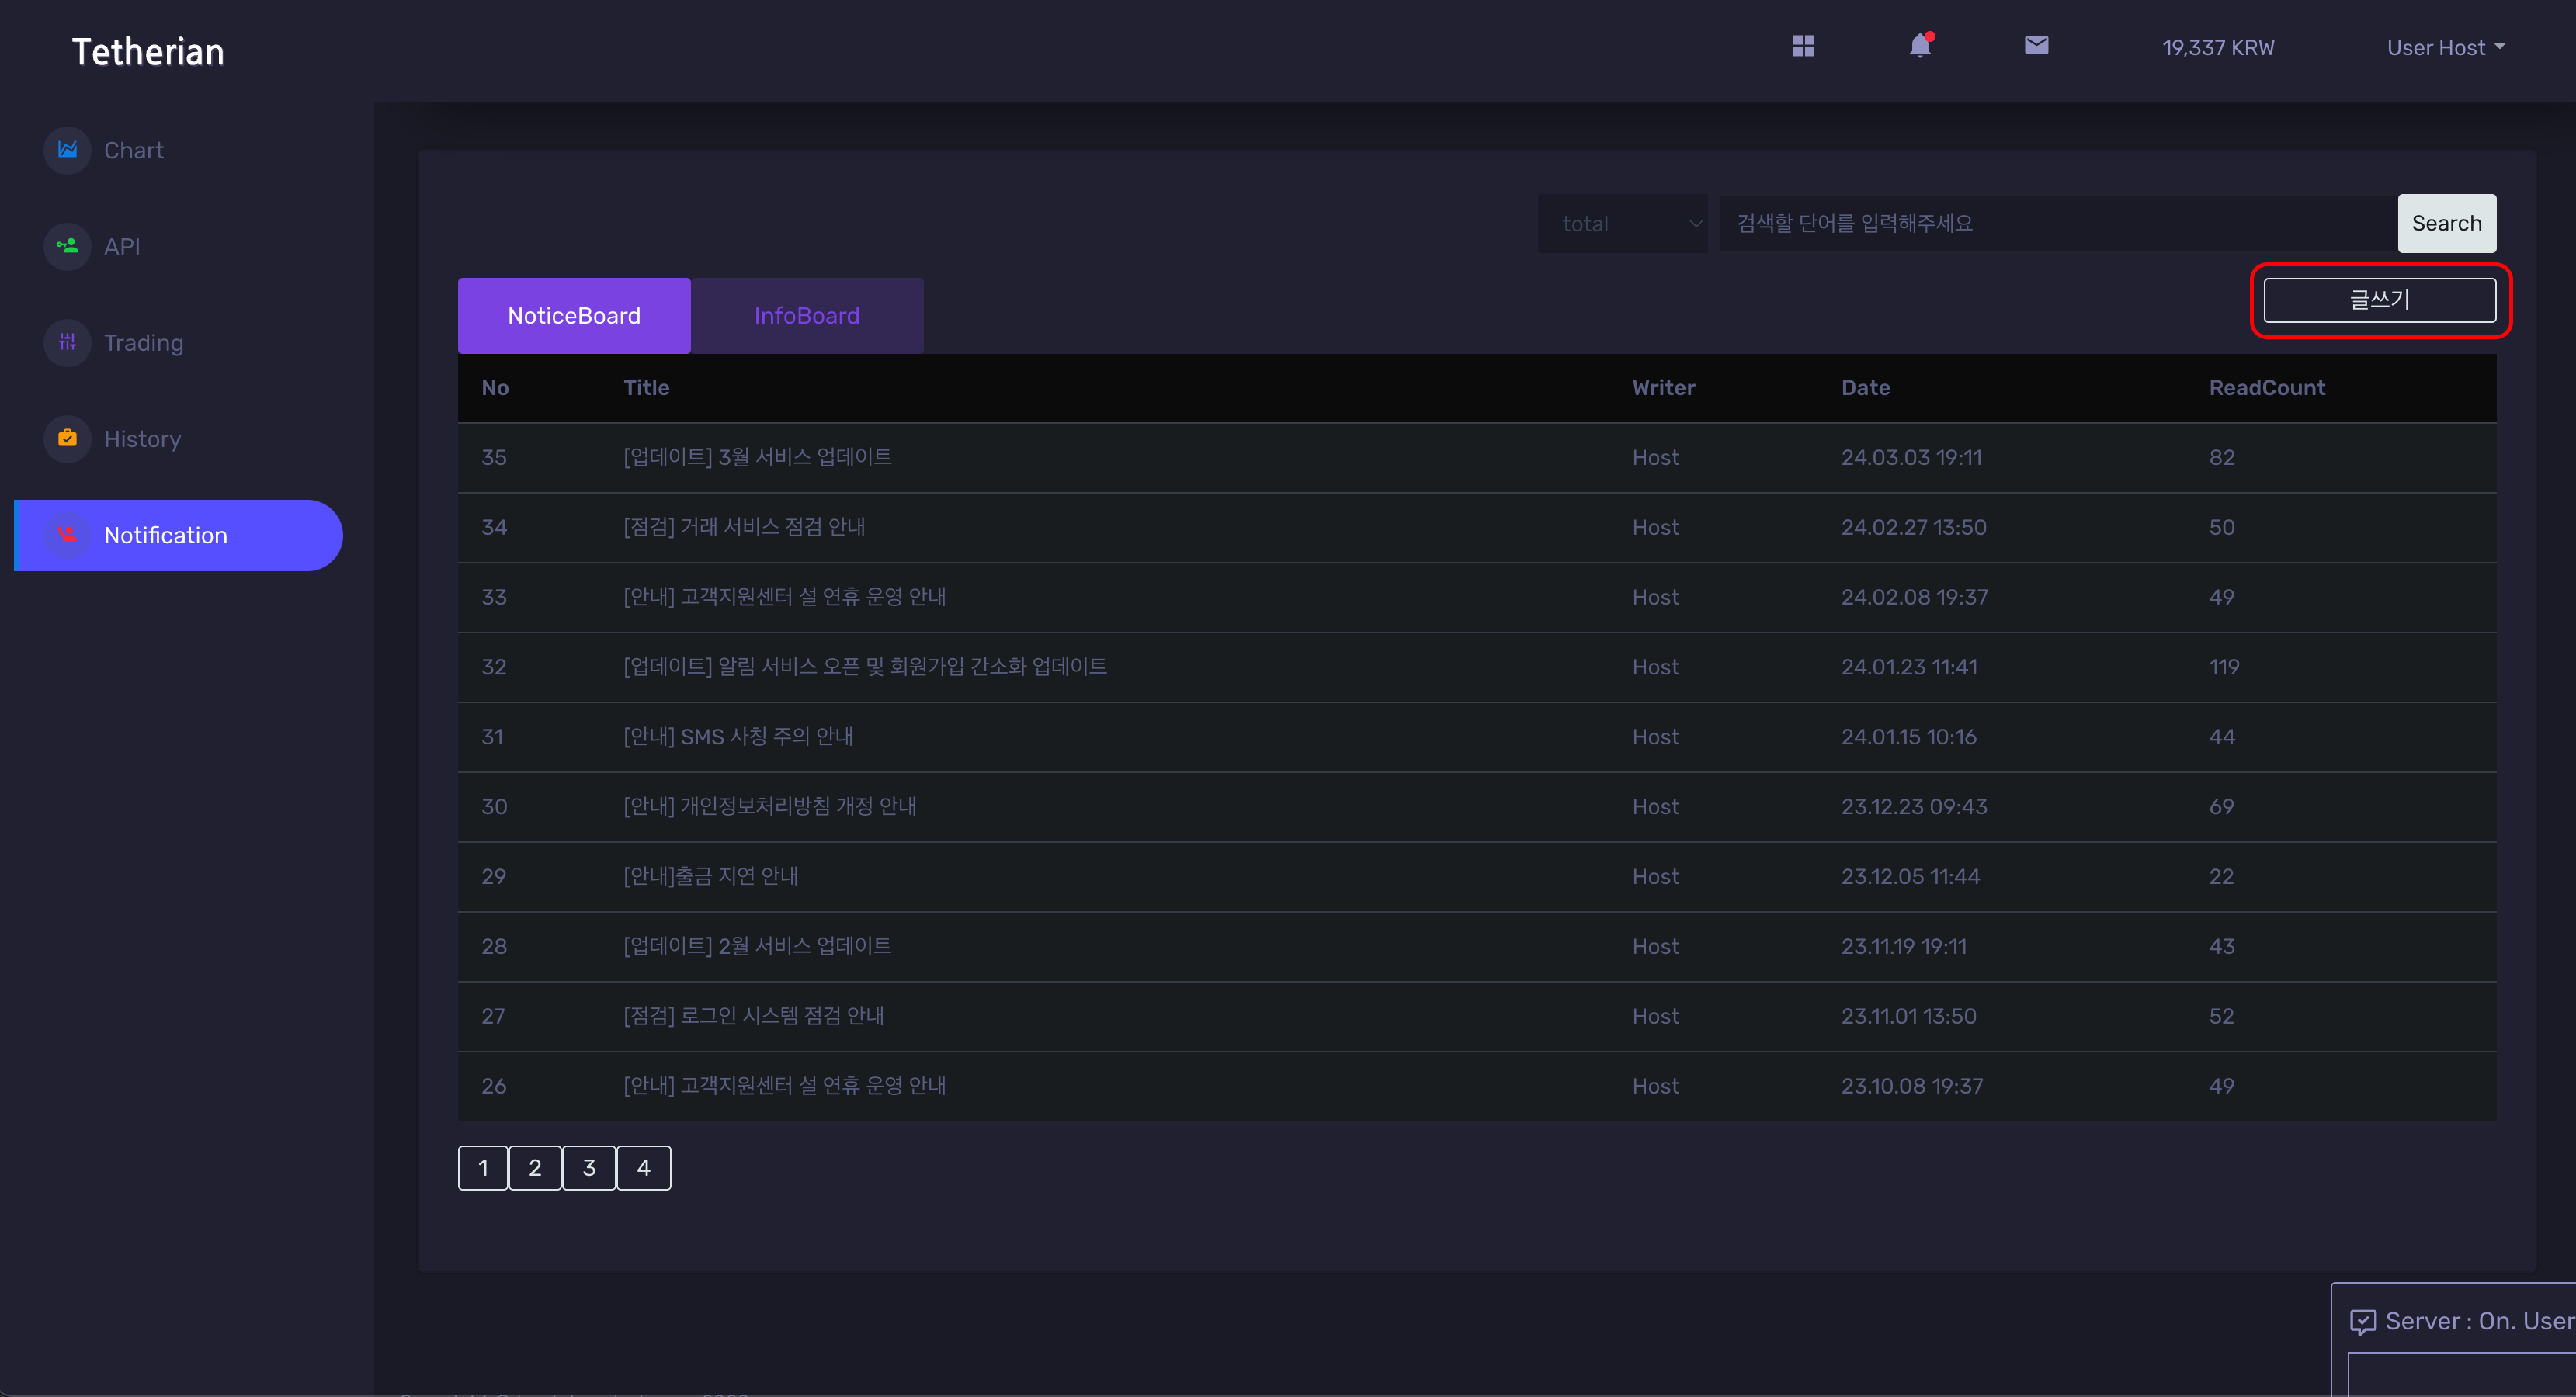 Tetherian
19,337 KRW
User Host
Chart
API
Trading
History
Notification
total
검색할 단어를 입력해주세요
Search
NoticeBoard
InfoBoard
글쓰기
No Title Writer Date ReadCount
35 [업데이트] 3월 서비스 업데이트 Host 24.03.03 19:11 82
34 [점검] 거래 서비스 점검 안내 Host 24.02.27 13:50 50
33 [안내] 고객지원센터 설 연휴 운영 안내 Host 24.02.08 19:37 49
32 [업데이트] 알림 서비스 오픈 및 회원가입 간소화 업데이트 Host 24.01.23 11:41 119
31 [안내] SMS 사칭 주의 안내 Host 24.01.15 10:16 44
30 [안내] 개인정보처리방침 개정 안내 Host 23.12.23 09:43 69
29 [안내]출금 지연 안내 Host 23.12.05 11:44 22
28 [업데이트] 2월 서비스 업데이트 Host 23.11.19 19:11 43
27 [점검] 로그인 시스템 점검 안내 Host 23.11.01 13:50 52
26 [안내] 고객지원센터 설 연휴 운영 안내 Host 23.10.08 19:37 49
1 2 3 4
Server : On. User